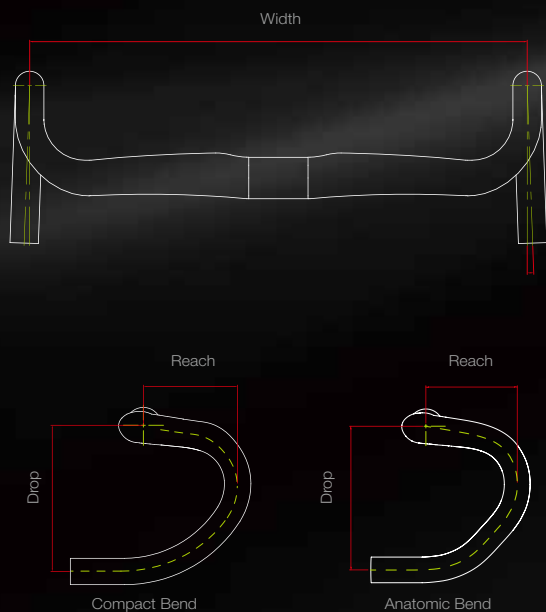 Width
Reach
Reach
Drop
Drop
Compact Bend
Anatomic Bend